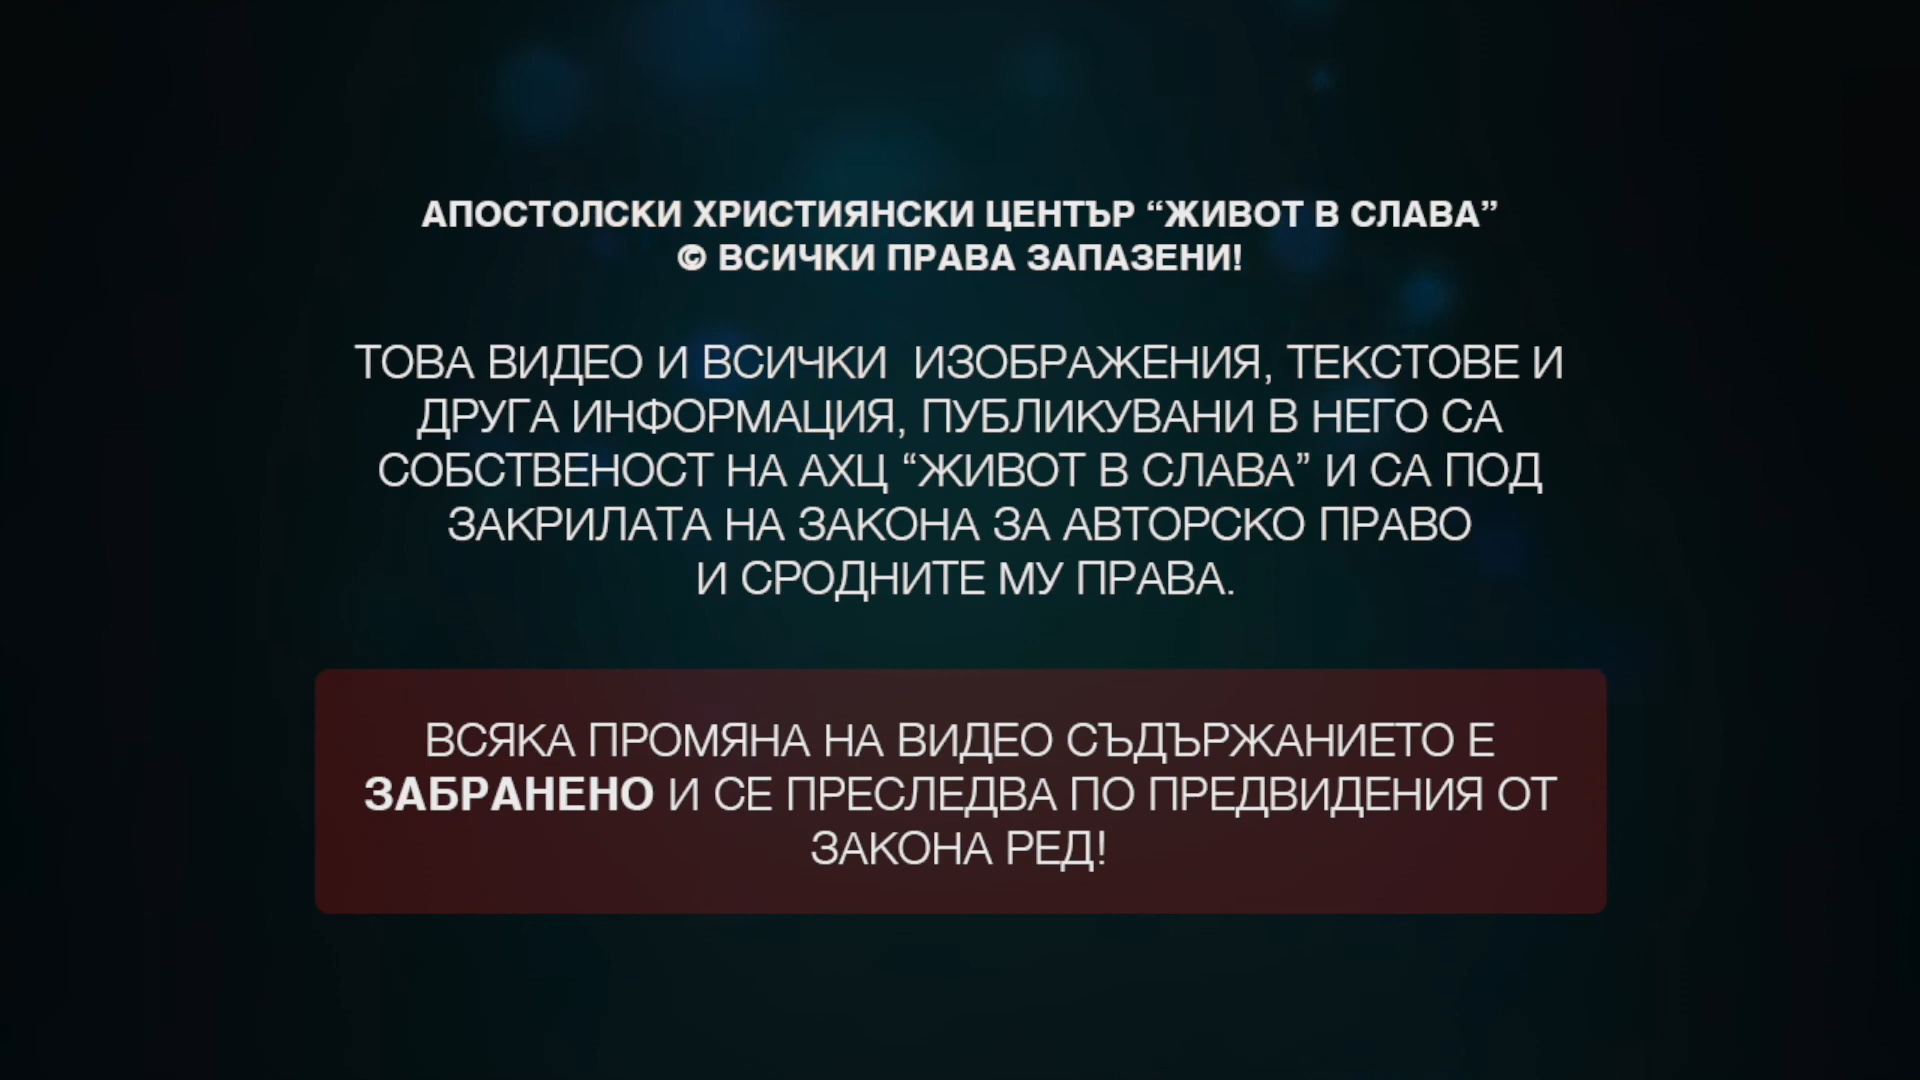 АПОСТОЛСКИ ХРИСТИЯНСКИ ЦЕНТЪР “ЖИВОТ В СЛАВА”
© ВСИЧКИ ПРАВА ЗАПАЗЕНИ!
ТОВА ВИДЕО И ВСИЧКИ ИЗОБРАЖЕНИЯ, ТЕКСТОВЕ И
ДРУГА ИНФОРМАЦИЯ, ПУБЛИКУВАНИ В НЕГО СА
СОБСТВЕНОСТ НА АХЦ “ЖИВОТ В СЛАВА” И СА ПОД
ЗАКРИЛАТА НА ЗАКОНА ЗА АВТОРСКО ПРАВО
И СРОДНИТЕ МУ ПРАВА.
ВСЯКА ПРОМЯНА НА ВИДЕО СЪДЪРЖАНИЕТО Е
ЗАБРАНЕНО И СЕ ПРЕСЛЕДВА ПО ПРЕДВИДЕНИЯ ОТ
ЗАКОНА РЕД!